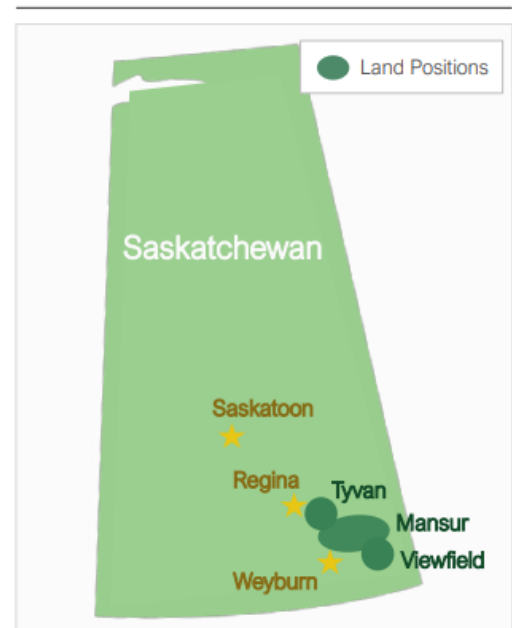 Land Positions
Saskatchewan
Saskatoon
Regina
Tyvan
Mansur
Viewfield
Weyburn